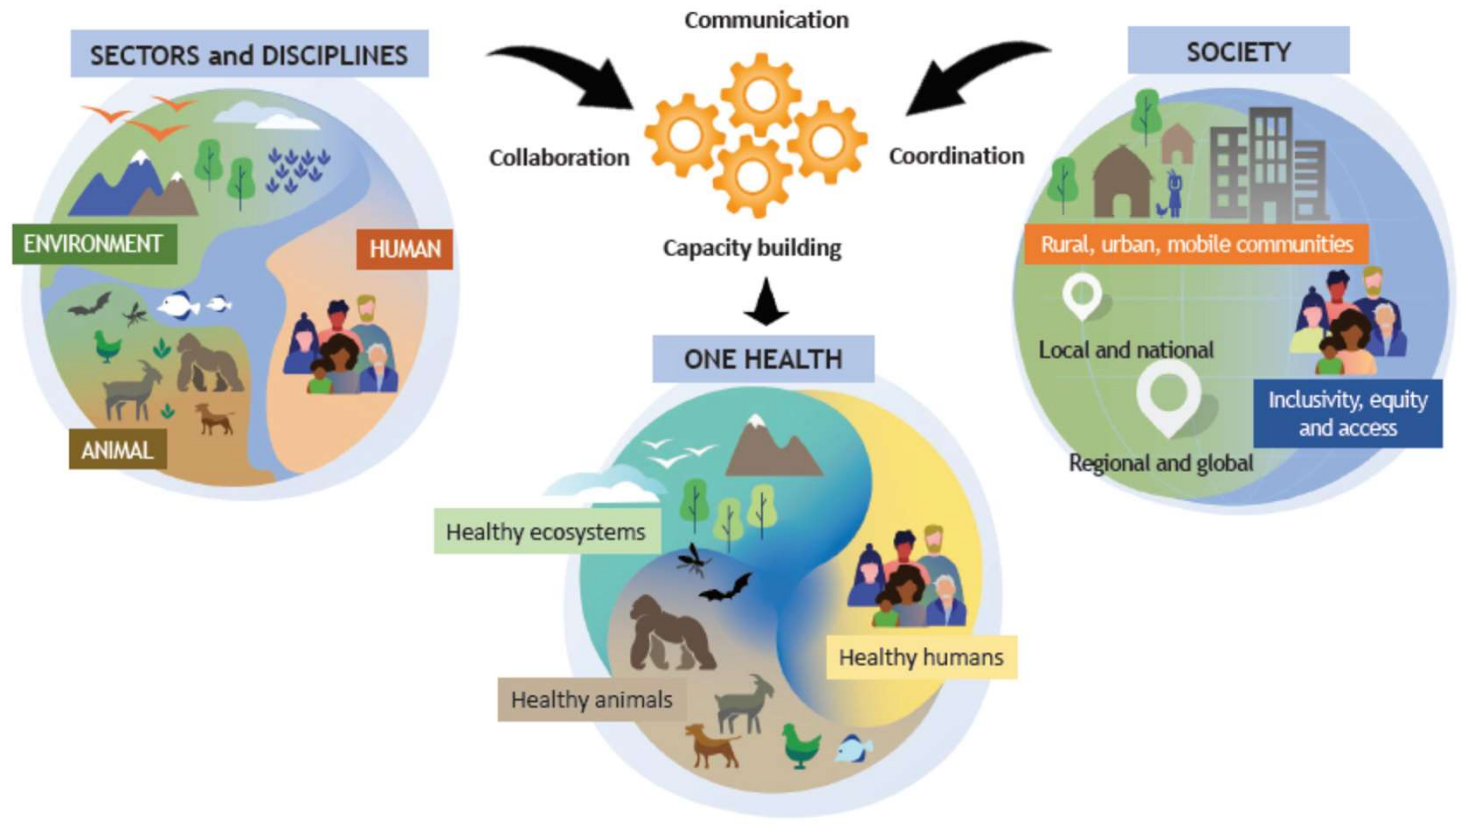 Communication
SECTORS and DISCIPLINES
SOCIETY
Collaboration
Coordination
ENVIRONMENT
HUMAN
Capacity building
Rural, urban, mobile communities
Local and national
ONE HEALTH
Inclusivity, equity
and access
ANIMAL
Regional and global
Healthy ecosystems
Healthy humans
Healthy animals